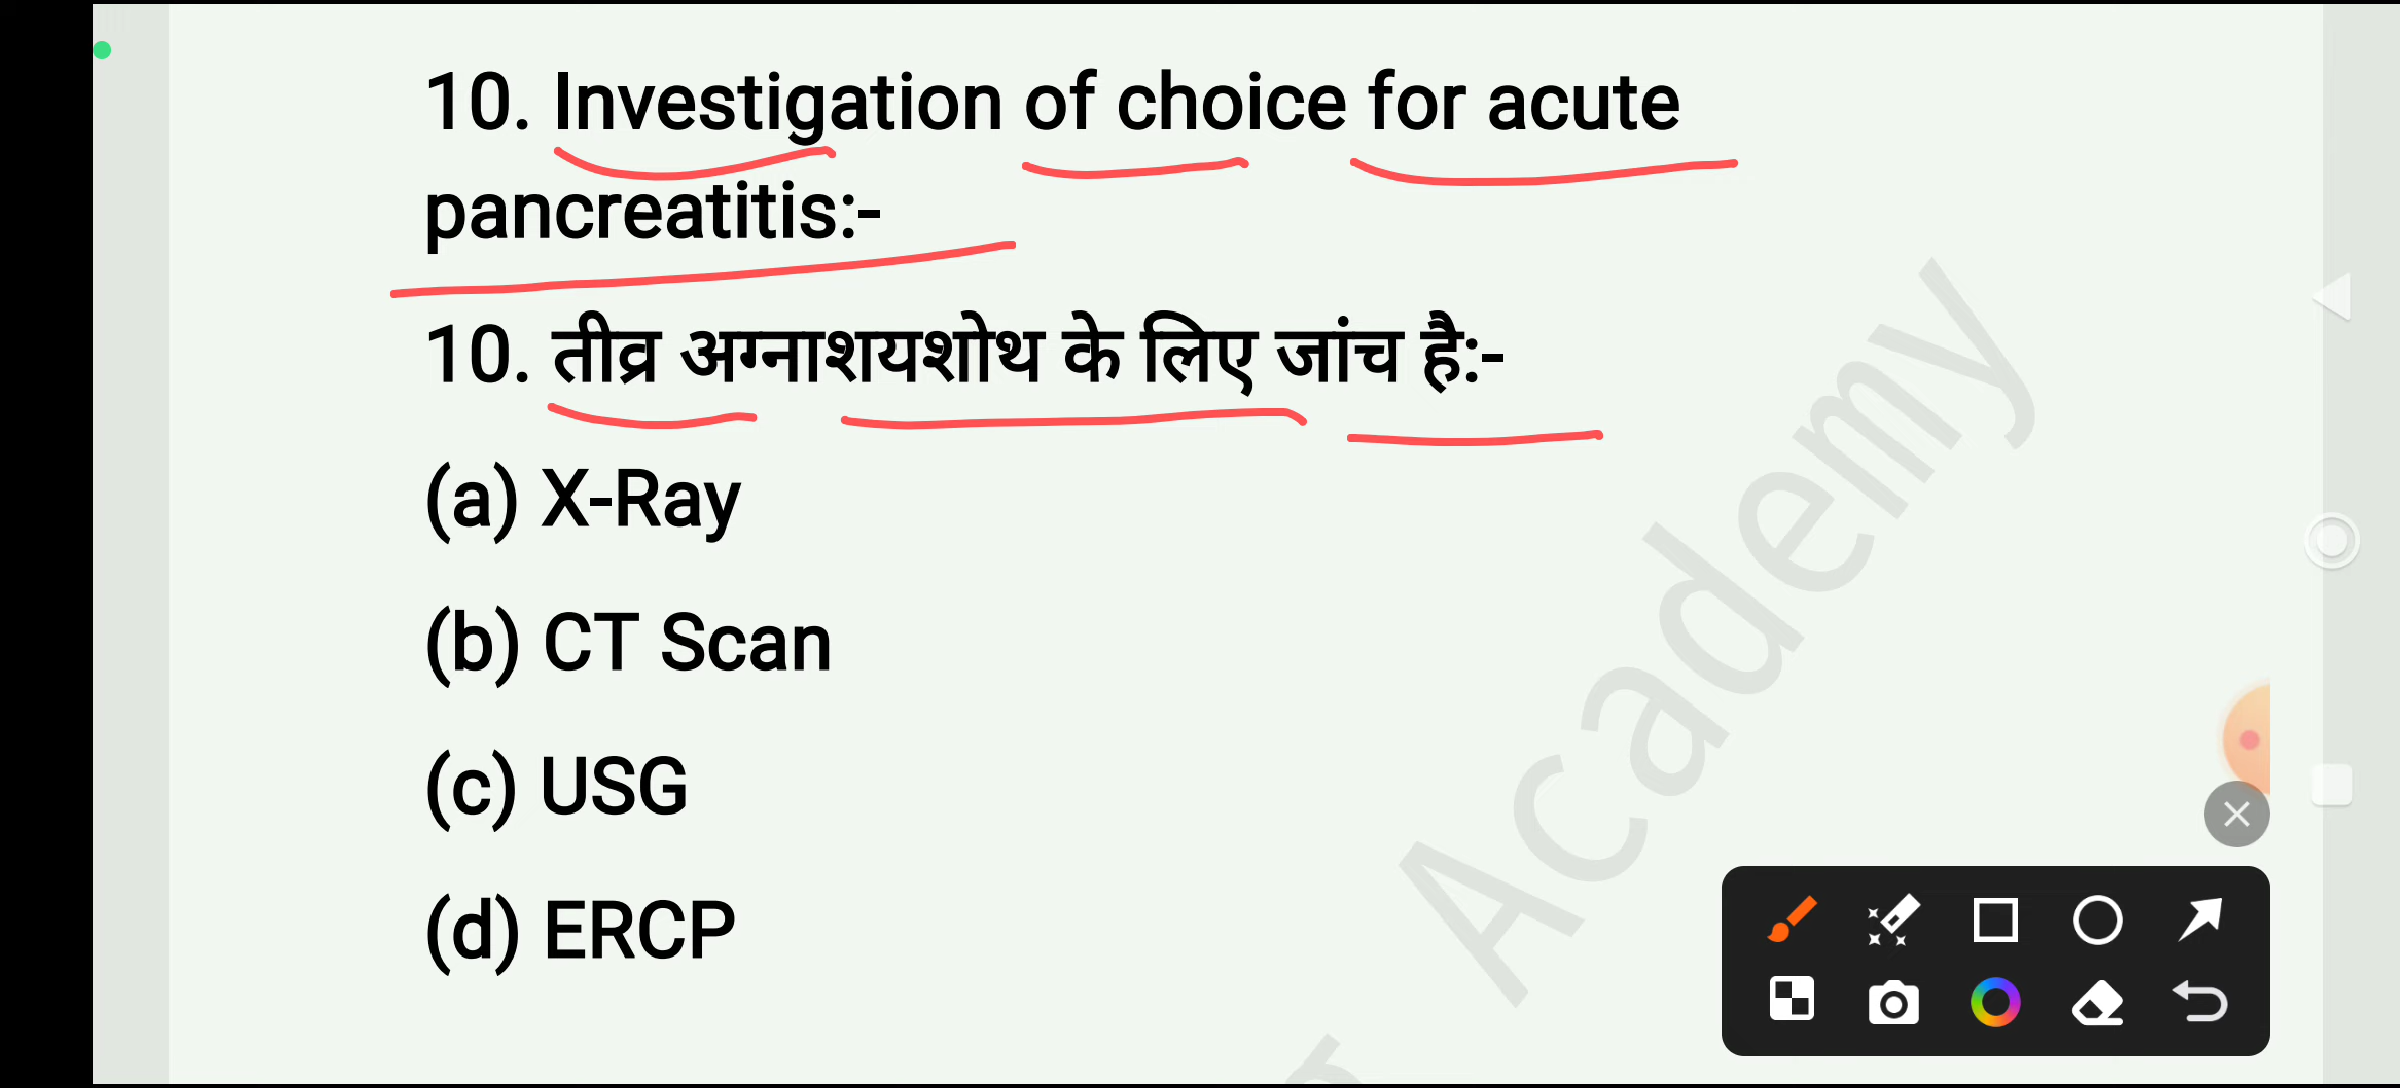 10. Investigation of choice for acute
pancreatitis:-
10. तीव्र अग्नाशयशोथ के लिए जांच है:-
(a) X-Ray
(b) CT Scan
(c) USG
(d) ERCP
Academy